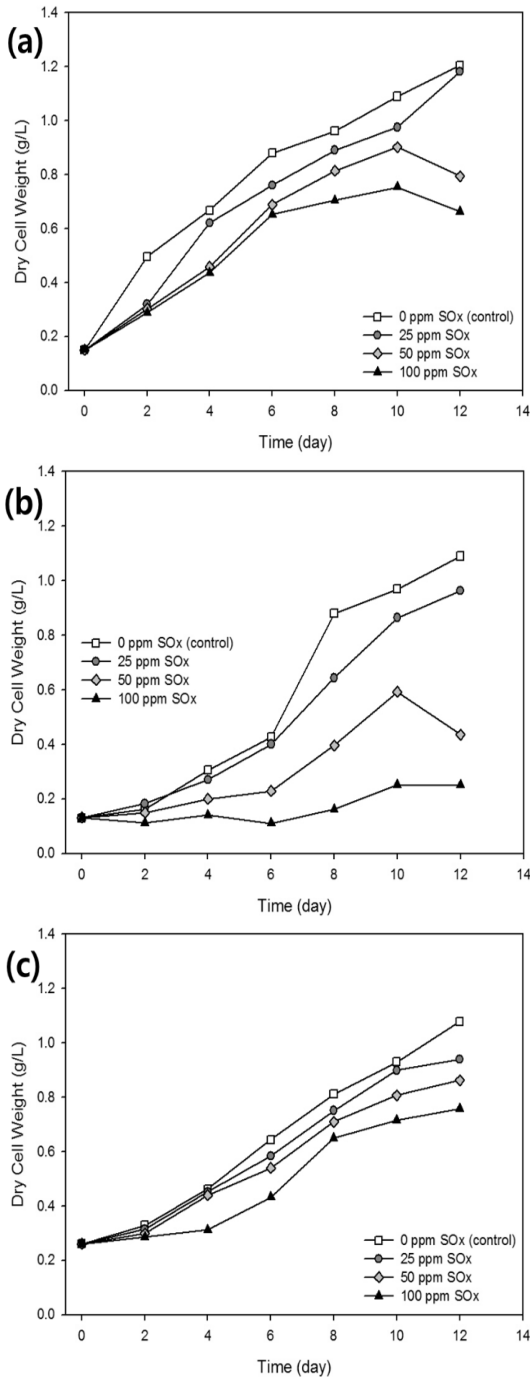 (a)
1.4
1.2
1.0
0.8
0.6
0.4
0.2
0.0
Dry Cell Weight (g/L)
0 ppm SOx (control)
25 ppm SOx
50 ppm SOx
100 ppm SOx
0 2 4 6 8 10 12 14
Time (day)
(b)
1.4
1.2
1.0
0.8
0.6
0.4
0.2
0.0
Dry Cell Weight (g/L)
0 ppm SOx (control)
25 ppm SOx
50 ppm SOx
100 ppm SOx
0 2 4 6 8 10 12 14
Time (day)
(c)
1.4
1.2
1.0
0.8
0.6
0.4
0.2
0.0
Dry Cell Weight (g/L)
0 ppm SOx (control)
25 ppm SOx
50 ppm SOx
100 ppm SOx
0 2 4 6 8 10 12 14
Time (day)